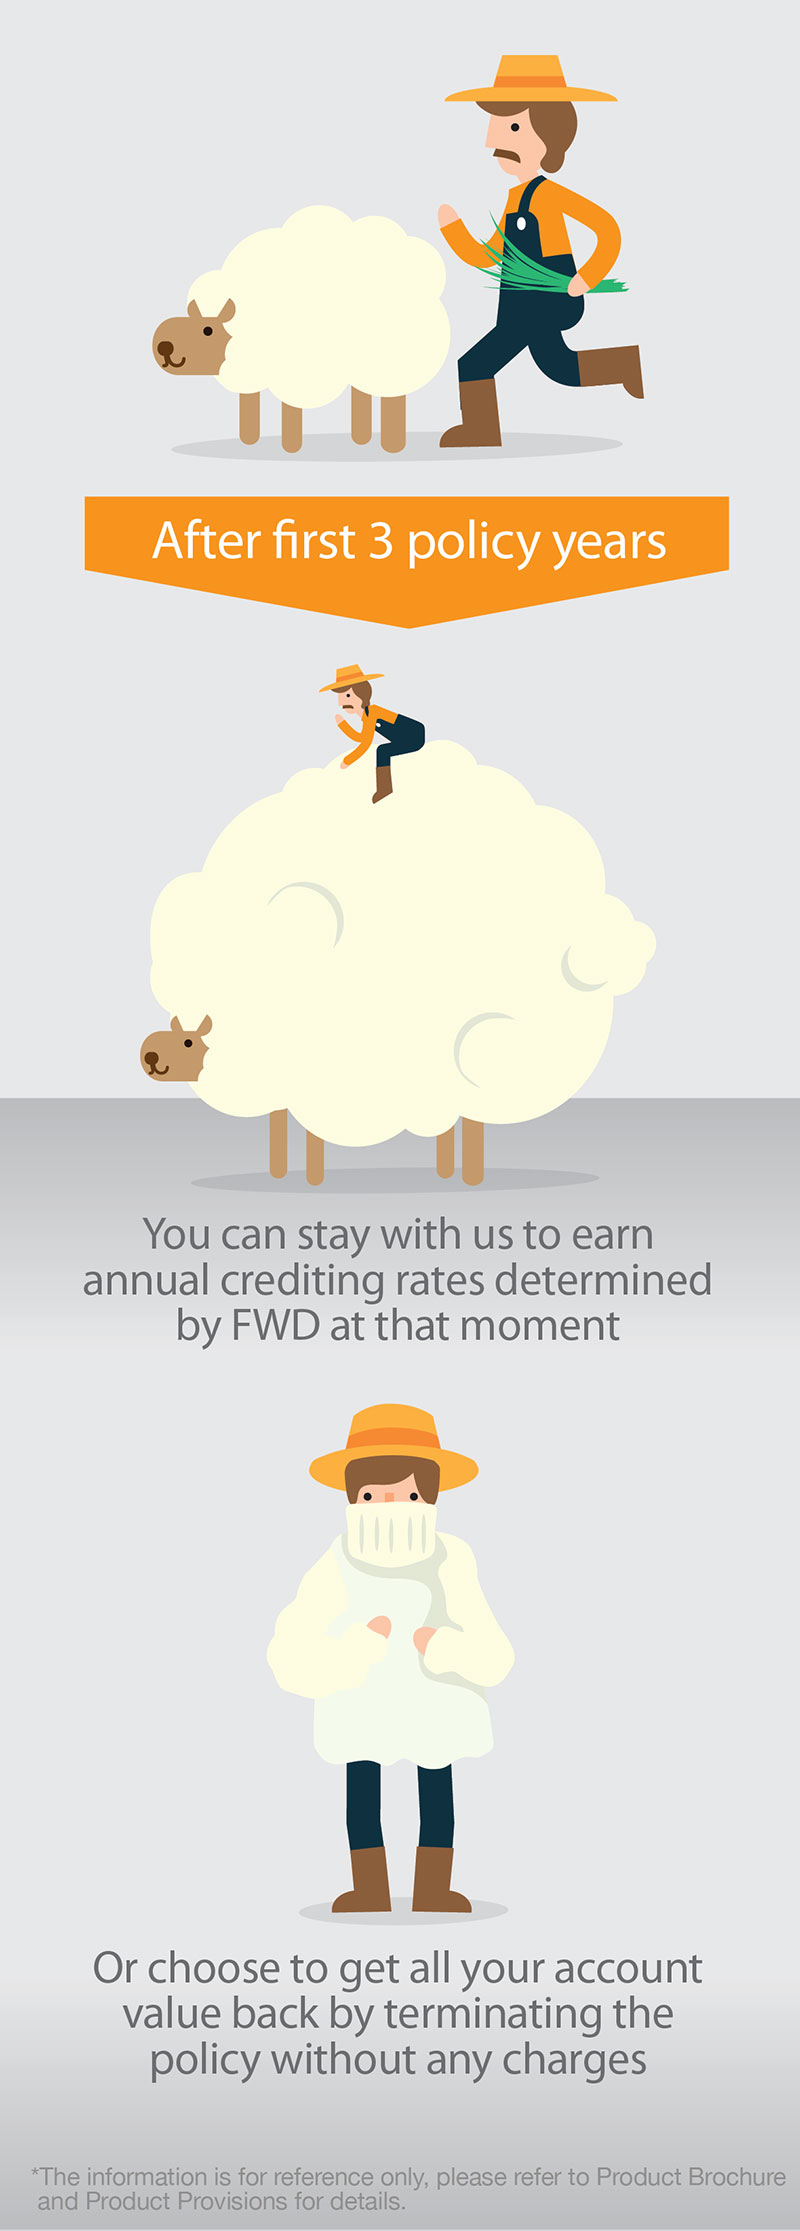 After first 3 policy years
You can stay with us to earn
annual crediting rates determined
by FWD at that moment
Or choose to get all your account
value back by terminating the
policy without any charges
*The information is for reference only, please refer to Product Brochure
and Product Provisions for details.